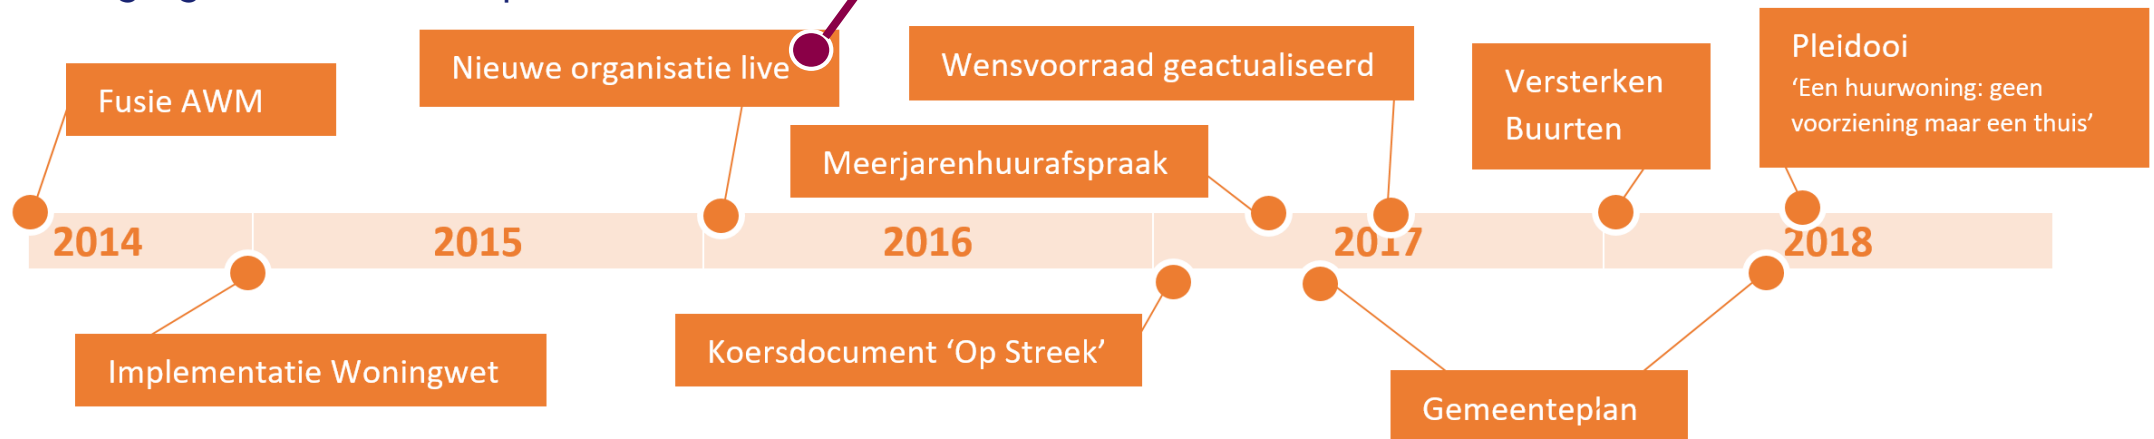 Fusie AWM
Nieuwe organisatie live
Wensvoorraad geactualiseerd
Meerjarenhuurafspraak
Versterken
Buurten
Pleidooi
‘Een huurwoning: geen
voorziening maar een thuis’
2014
2015
2016
2017
2018
Implementatie Woningwet
Koersdocument ‘Op Streek’
Gemeenteplan